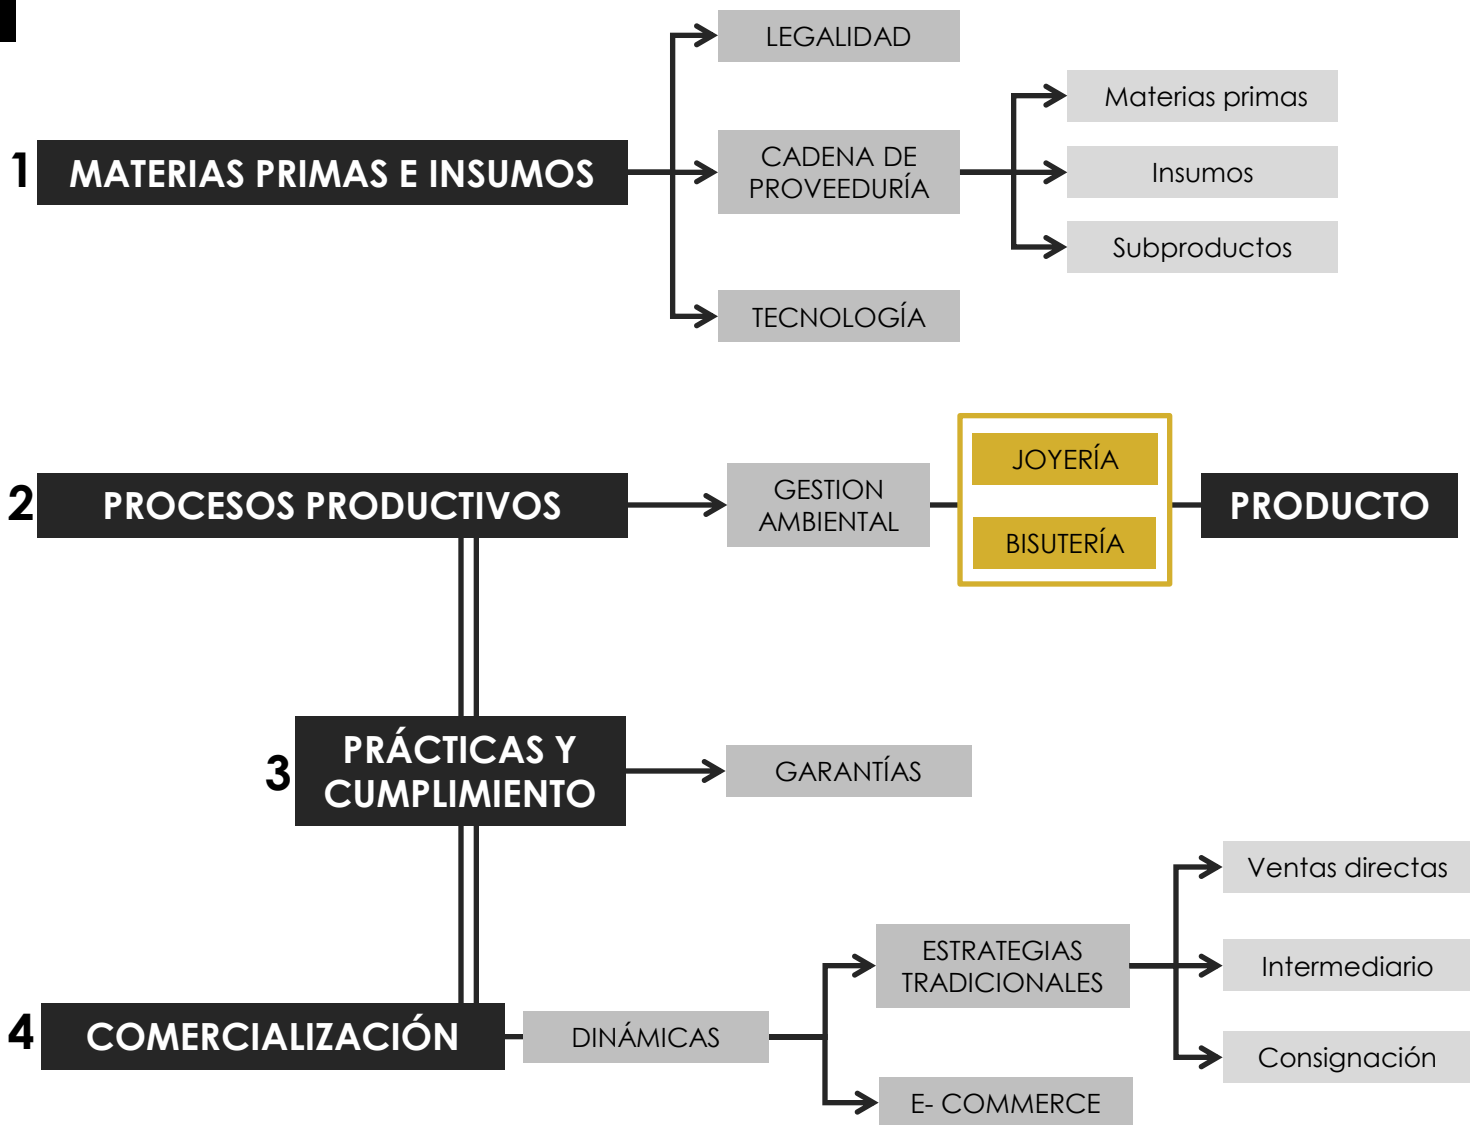 LEGALIDAD
1
MATERIAS PRIMAS E INSUMOS
CADENA DE
PROVEEDURÍA
Materias primas
Insumos
Subproductos
TECNOLOGÍA
2
PROCESOS PRODUCTIVOS
GESTION
AMBIENTAL
JOYERÍA
BISUTERÍA
PRODUCTO
3
PRÁCTICAS Y
CUMPLIMIENTO
GARANTÍAS
4
COMERCIALIZACIÓN
DINÁMICAS
ESTRATEGIAS
TRADICIONALES
Ventas directas
Intermediario
Consignación
E- COMMERCE